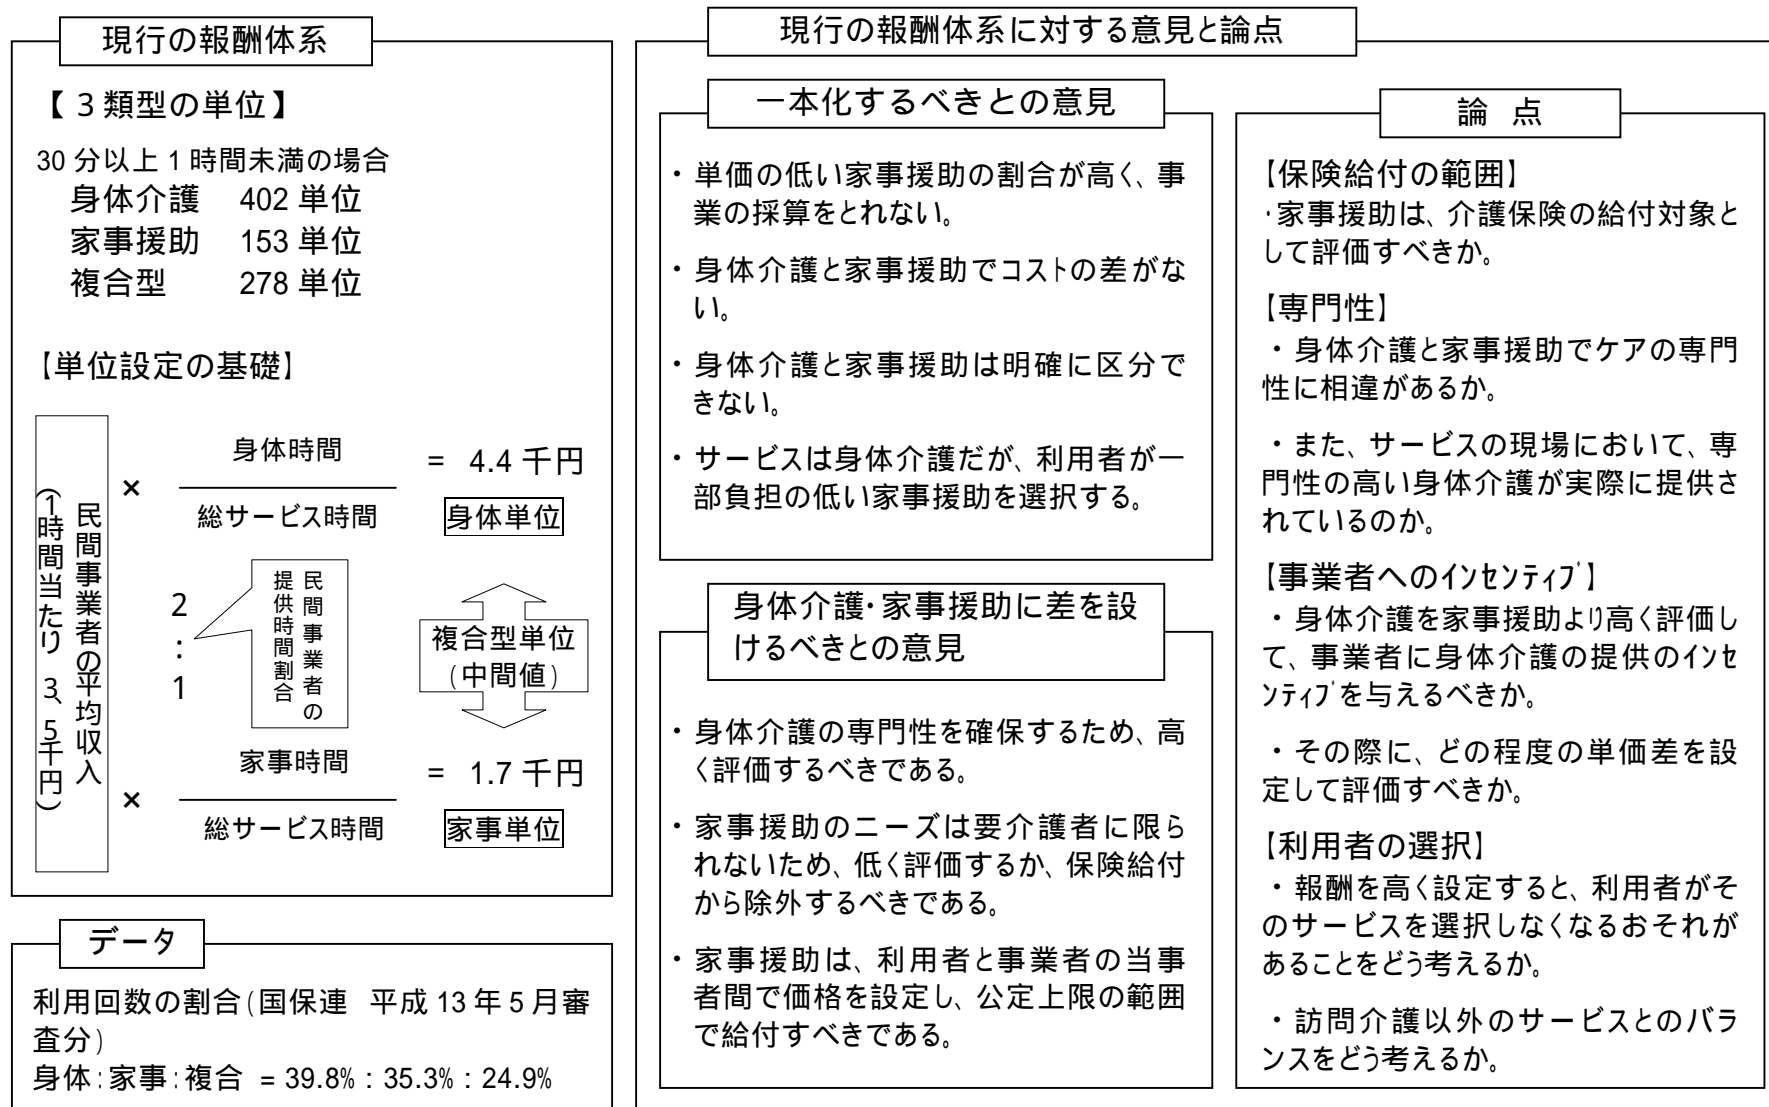 現行の報酬体系
【３類型の単位】
30 分以上 1 時間未満の場合
身体介護 402 単位
家事援助 153 単位
複合型 278 単位
【単位設定の基礎】
民間事業者の平均収入
(1時間当たり 3、5千円)
×
身体時間
総サービス時間
= 4.4 千円
身体単位
2：1
民間事業者の
提供時間割合
複合型単位
(中間値)
×
家事時間
総サービス時間
= 1.7 千円
家事単位
データ
利用回数の割合(国保連 平成 13 年 5 月審
査分)
身体：家事：複合 = 39.8%：35.3%：24.9%
現行の報酬体系に対する意見と論点
一本化するべきとの意見
・単価の低い家事援助の割合が高く、事
業の採算をとれない。
・身体介護と家事援助でコストの差がな
い。
・身体介護と家事援助は明確に区分で
きない。
・サービスは身体介護だが、利用者が一
部負担の低い家事援助を選択する。
身体介護・家事援助に差を設
けるべきとの意見
・身体介護の専門性を確保するため、高
く評価するべきである。
・家事援助のニーズは要介護者に限ら
れないため、低く評価するか、保険給付
から除外するべきである。
・家事援助は、利用者と事業者の当事
者間で価格を設定し、公定上限の範囲
で給付すべきである。
論 点
【保険給付の範囲】
・家事援助は、介護保険の給付対象と
して評価すべきか。
【専門性】
・身体介護と家事援助でケアの専門
性に相違があるか。
・また、サービスの現場において、専
門性の高い身体介護が実際に提供さ
れているのか。
【事業者へのｲﾝｾﾝﾃｨﾌﾞ】
・身体介護を家事援助より高く評価し
て、事業者に身体介護の提供のｲﾝｾ
ﾝﾃｨﾌﾞを与えるべきか。
・その際に、どの程度の単価差を設
定して評価すべきか。
【利用者の選択】
・報酬を高く設定すると、利用者がそ
のサービスを選択しなくなるおそれが
あることをどう考えるか。
・訪問介護以外のサービスとのバラ
ンスをどう考えるか。